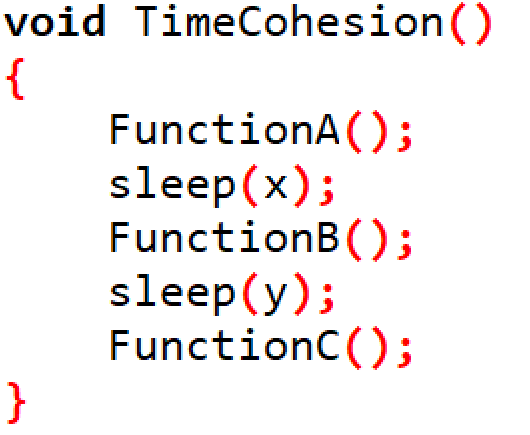 void TimeCohesion()
{
    FunctionA();
    sleep(x);
    FunctionB();
    sleep(y);
    FunctionC();
}